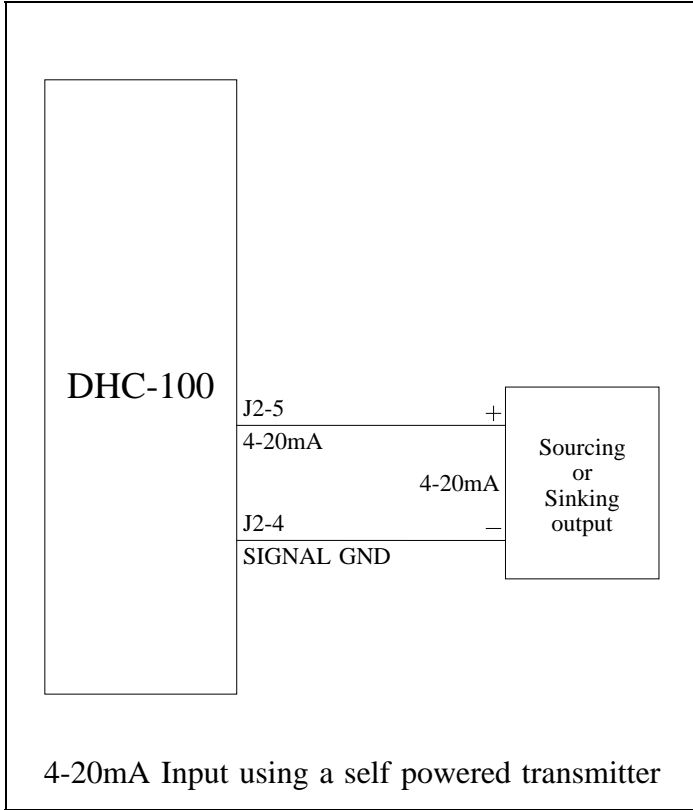 DHC-100
J2-5
+
4-20mA
4-20mA
J2-4
−
SIGNAL GND
Sourcing
or
Sinking
output
4-20mA Input using a self powered transmitter